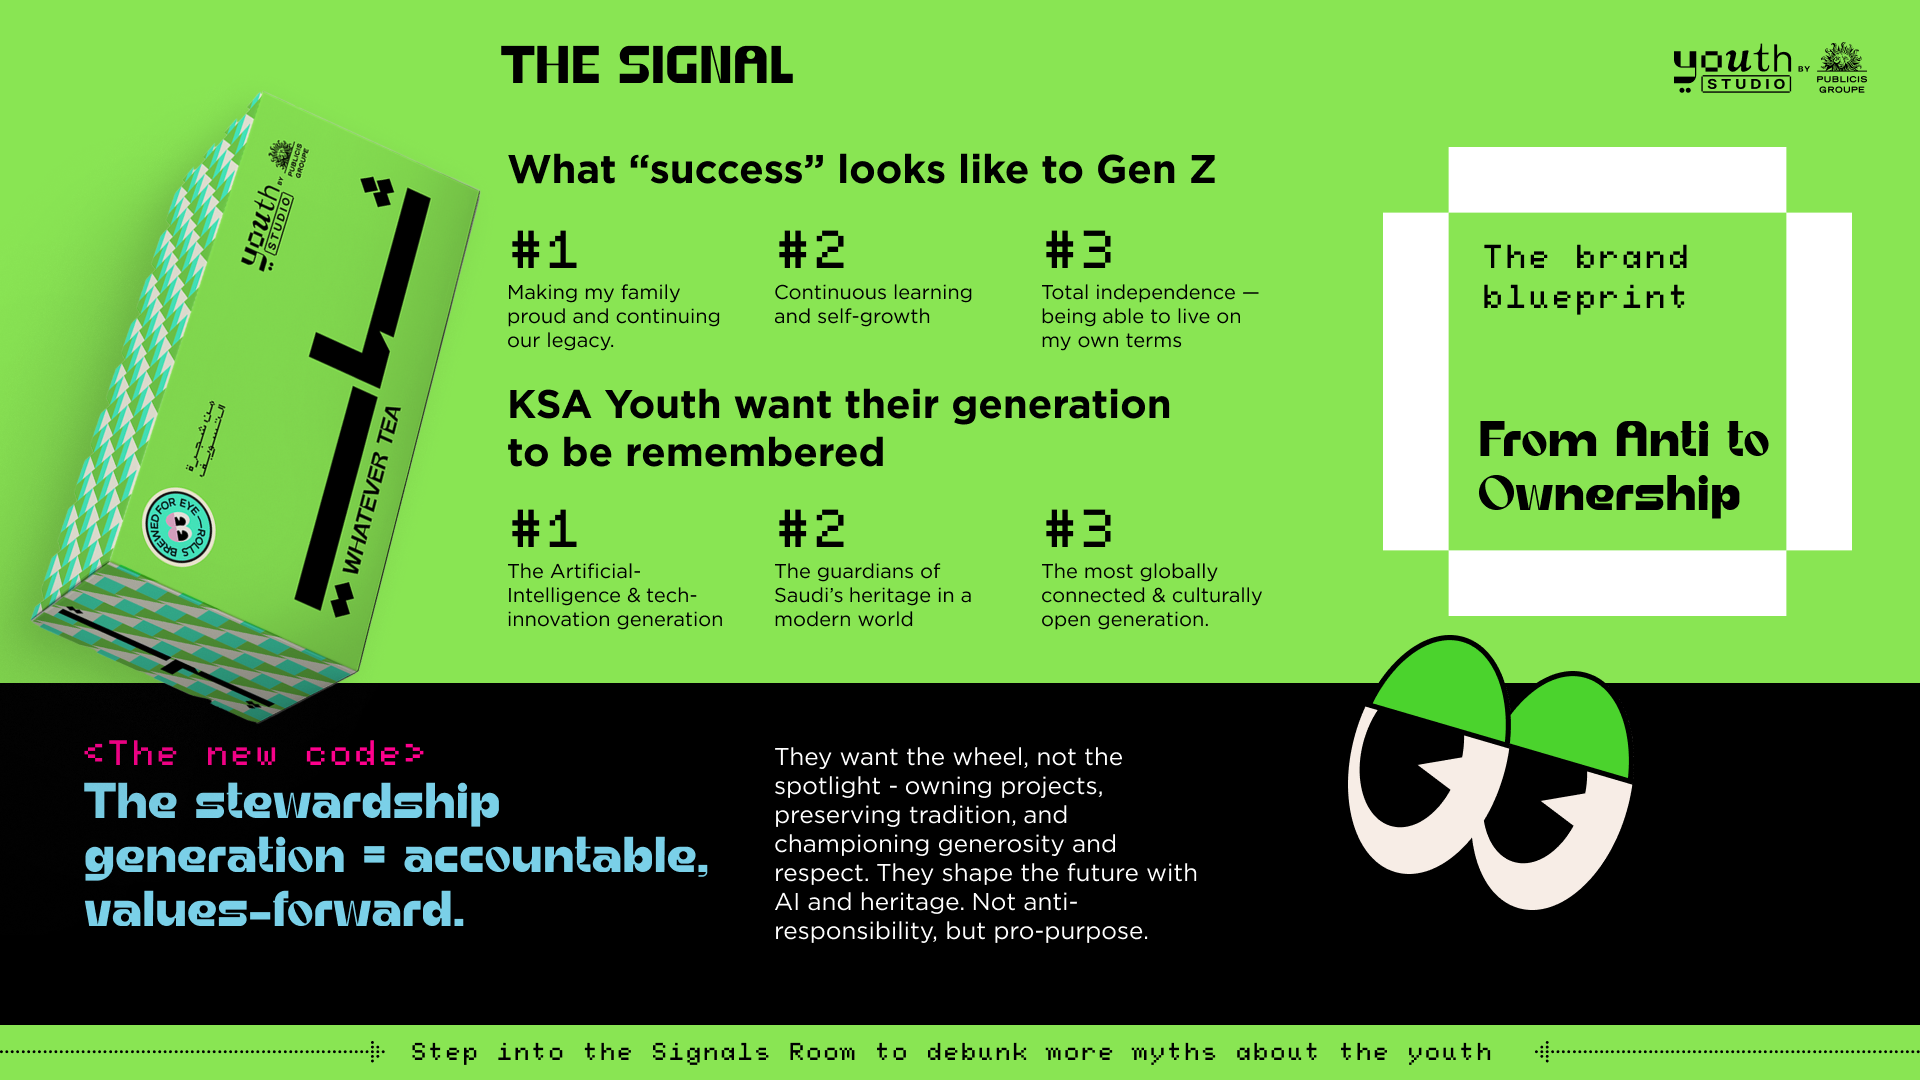 THE SIGNAL
youth
STUDIO
BY
PUBLICIS
GROUPE
What “success” looks like to Gen Z
#1
Making my family
proud and continuing
our legacy.
#2
Continuous learning
and self-growth
#3
Total independence —
being able to live on
my own terms
KSA Youth want their generation
to be remembered
#1
The Artificial-
Intelligence & tech-
innovation generation
#2
The guardians of
Saudi’s heritage in a
modern world
#3
The most globally
connected & culturally
open generation.
The brand
blueprint
From Anti to
Ownership
youth
STUDIO
BY
PUBLICIS
GROUPE
WHATEVER TEA
من شجرة
التسويف
BREWED FOR EYE—ROLLS
<The new code>
The stewardship
generation = accountable,
values-forward.
They want the wheel, not the
spotlight - owning projects,
preserving tradition, and
championing generosity and
respect. They shape the future with
AI and heritage. Not anti-
responsibility, but pro-purpose.
Step into the Signals Room to debunk more myths about the youth